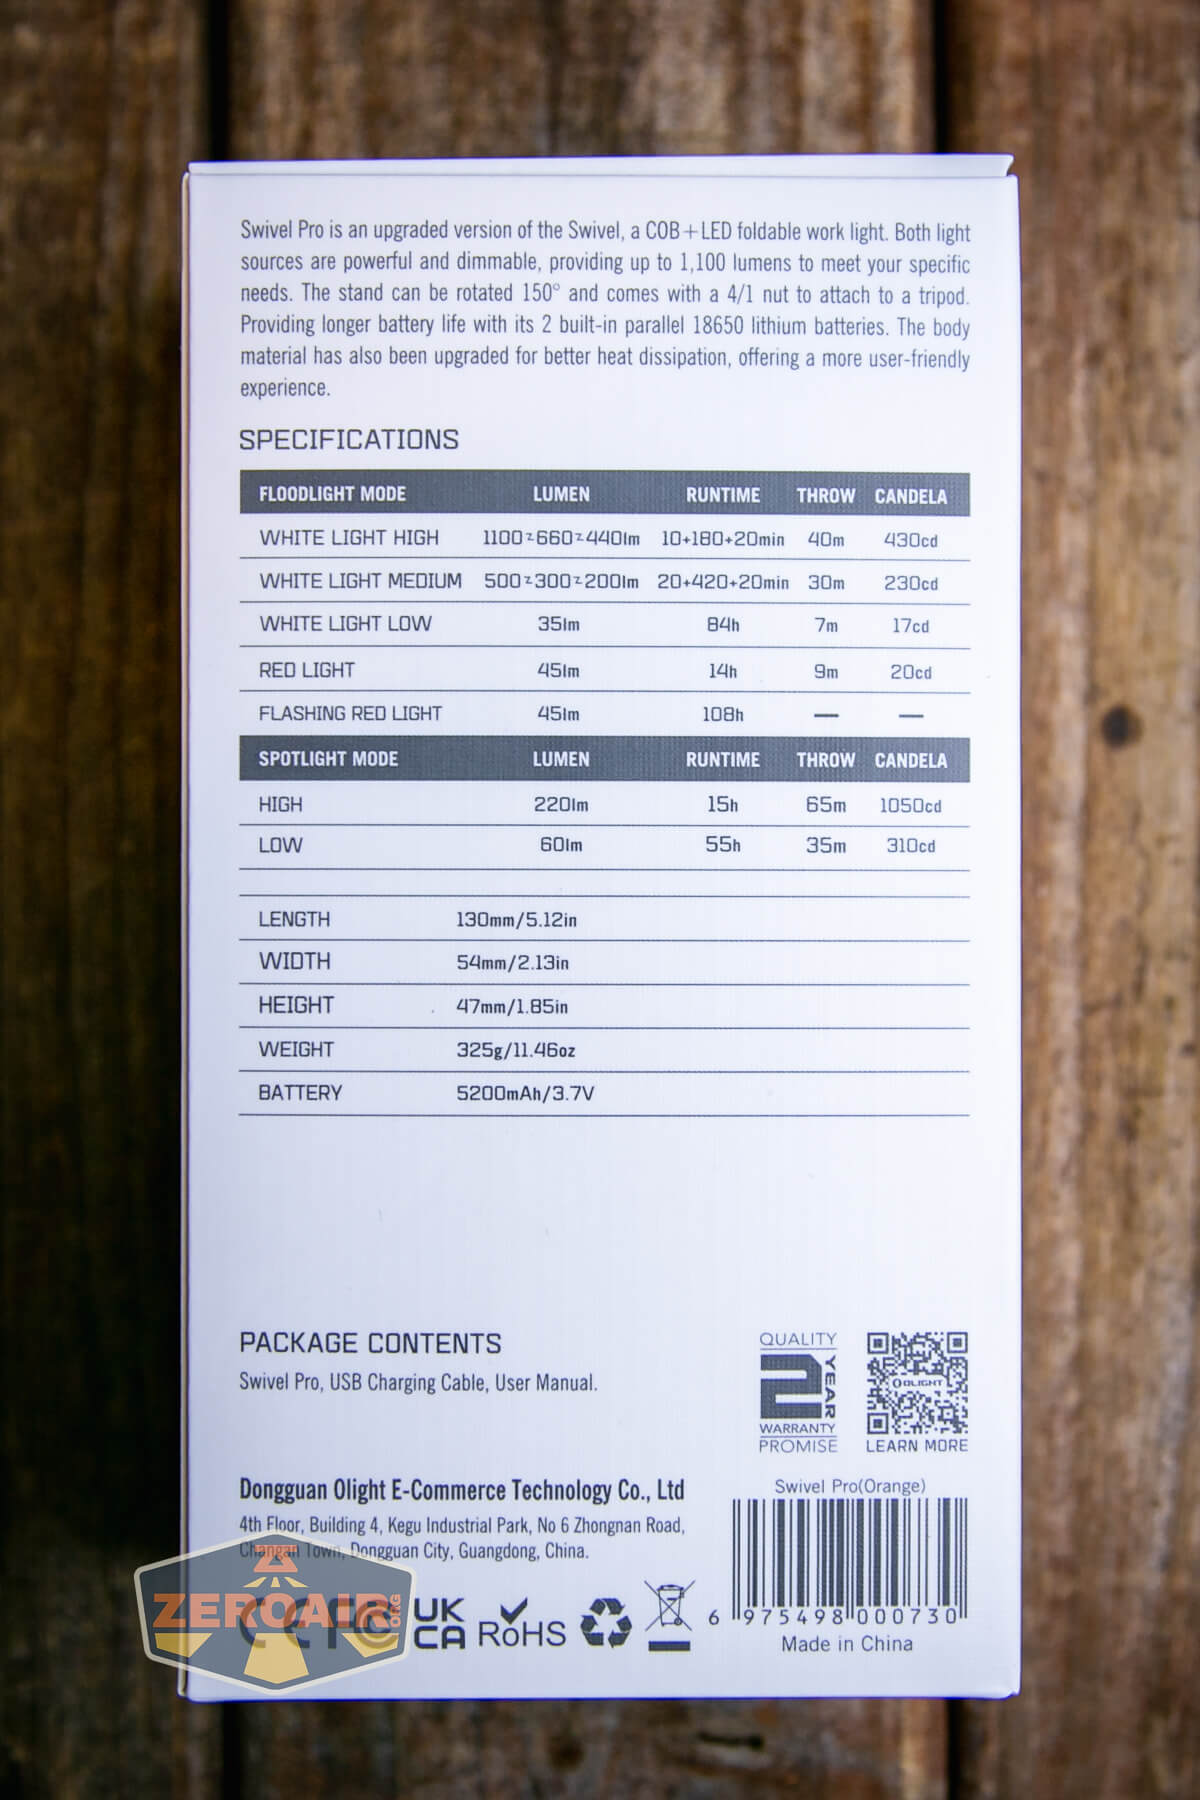 Swivel Pro is an upgraded version of the Swivel, a COB+LED foldable work light. Both light
sources are powerful and dimmable, providing up to 1,100 lumens to meet your specific
needs. The stand can be rotated 150° and comes with a 4/1 nut to attach to a tripod.
Providing longer battery life with its 2 built-in parallel 18650 lithium batteries. The body
material has also been upgraded for better heat dissipation, offering a more user-friendly
experience.
SPECIFICATIONS
FLOODLIGHT MODE LUMEN RUNTIME THROW CANDELA
WHITE LIGHT HIGH 1100~660~440lm 10+180+20min 40m 430cd
WHITE LIGHT MEDIUM 500~300~200lm 20+420+20min 30m 230cd
WHITE LIGHT LOW 35lm 84h 7m 17cd
RED LIGHT 45lm 14h 9m 20cd
FLASHING RED LIGHT 45lm 108h — —
SPOTLIGHT MODE LUMEN RUNTIME THROW CANDELA
HIGH 220lm 15h 65m 1050cd
LOW 60lm 55h 35m 310cd
LENGTH 130mm/5.12in
WIDTH 54mm/2.13in
HEIGHT 47mm/1.85in
WEIGHT 325g/11.46oz
BATTERY 5200mAh/3.7V
PACKAGE CONTENTS
Swivel Pro, USB Charging Cable, User Manual.
QUALITY
2 YEAR
WARRANTY
PROMISE
OLIGHT
LEARN MORE
Dongguan Olight E-Commerce Technology Co., Ltd
4th Floor, Building 4, Kegu Industrial Park, No 6 Zhongnan Road,
Changan Town, Dongguan City, Guangdong, China.
Swivel Pro(Orange)
6 975498 000730
Made in China
CE FC UK CA RoHS
ZEROAIR.ORG